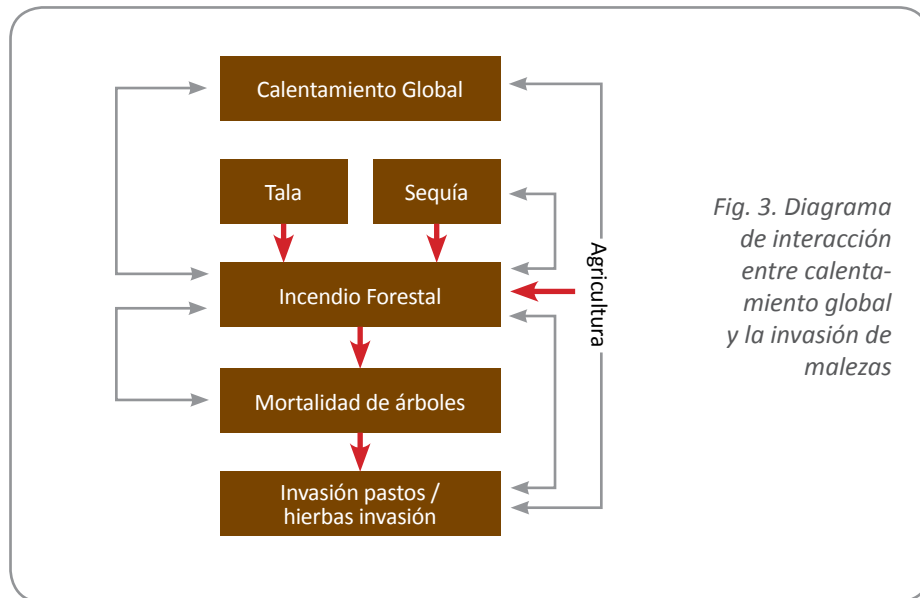 Calentamiento Global
Tala
Sequía
Incendio Forestal
Agricultura
Mortalidad de árboles
Invasión pastos /
hierbas invasión
Fig. 3. Diagrama
de interacción
entre calenta-
miento global
y la invasión de
malezas